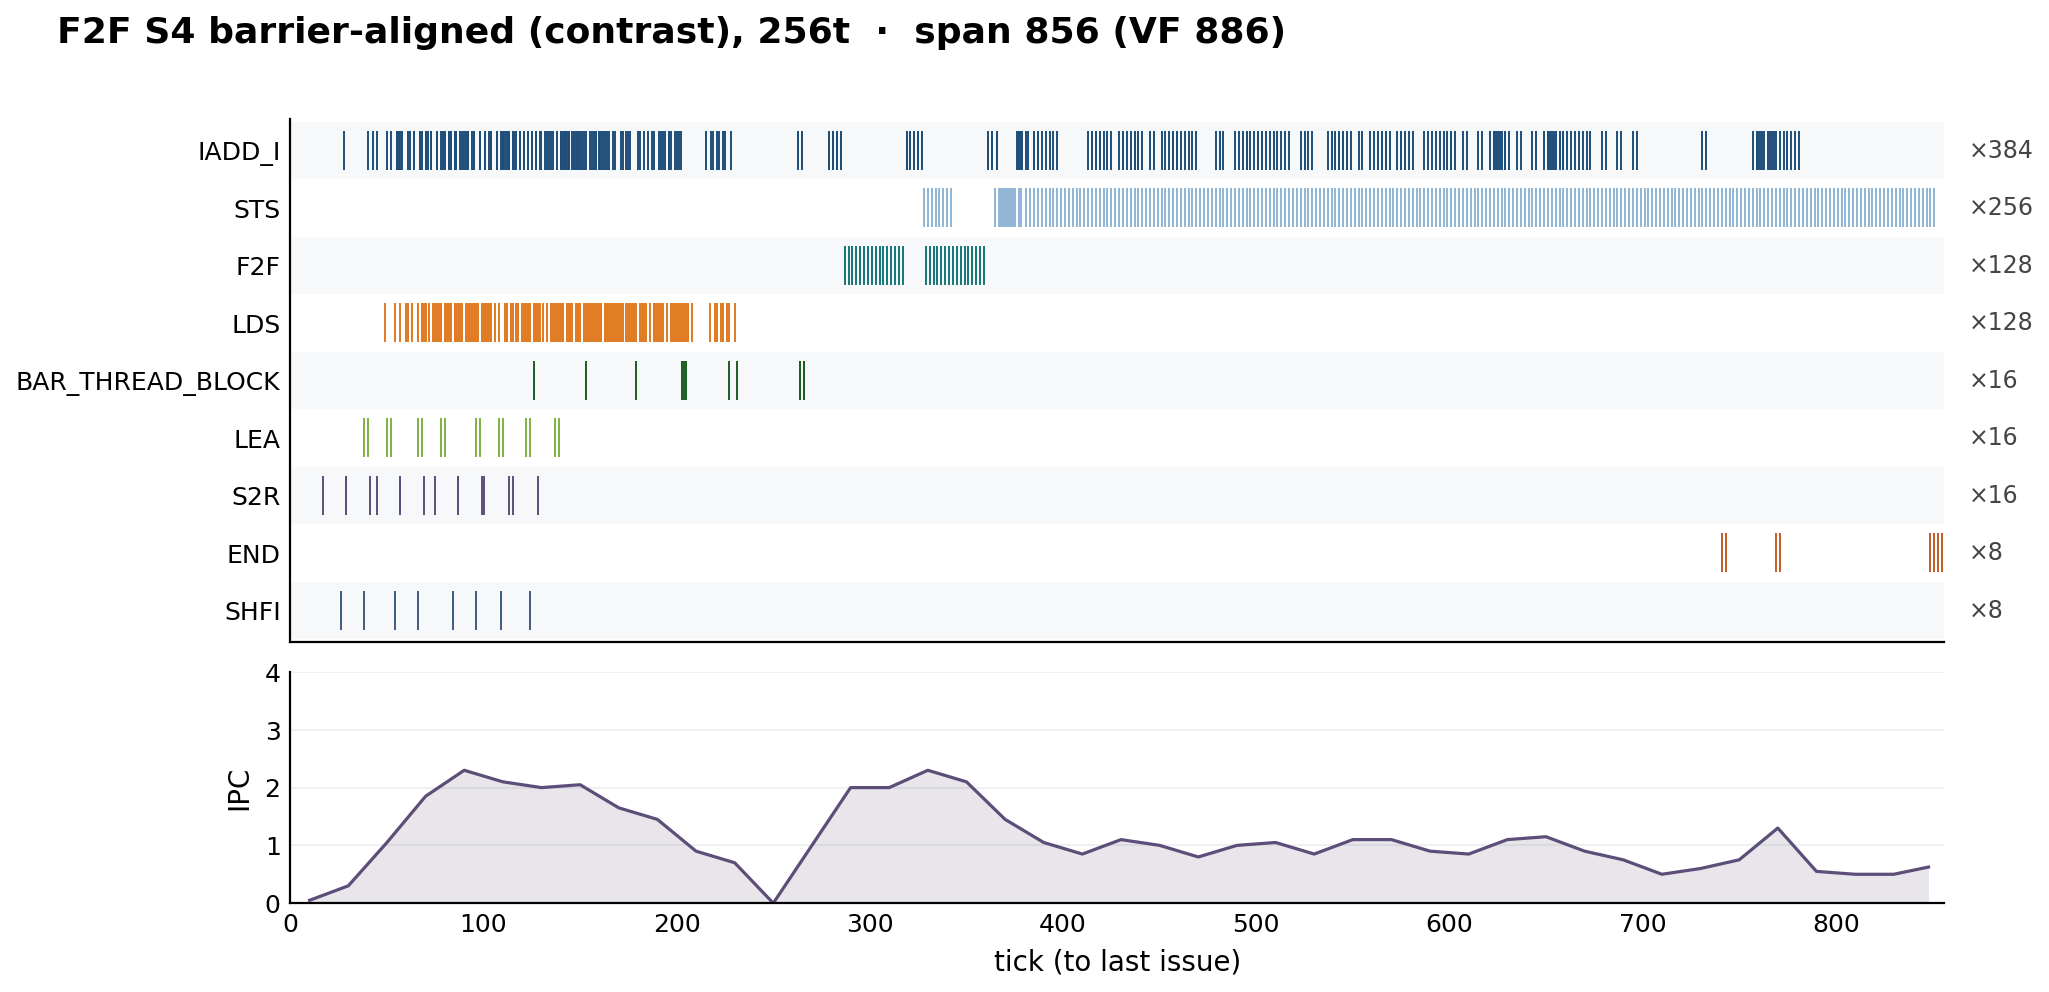 F2F S4 barrier-aligned (contrast), 256t · span 856 (VF 886)
IADD_I ×384
STS ×256
F2F ×128
LDS ×128
BAR_THREAD_BLOCK ×16
LEA ×16
S2R ×16
END ×8
SHFI ×8
4
3
2
1
0
IPC
0 100 200 300 400 500 600 700 800
tick (to last issue)